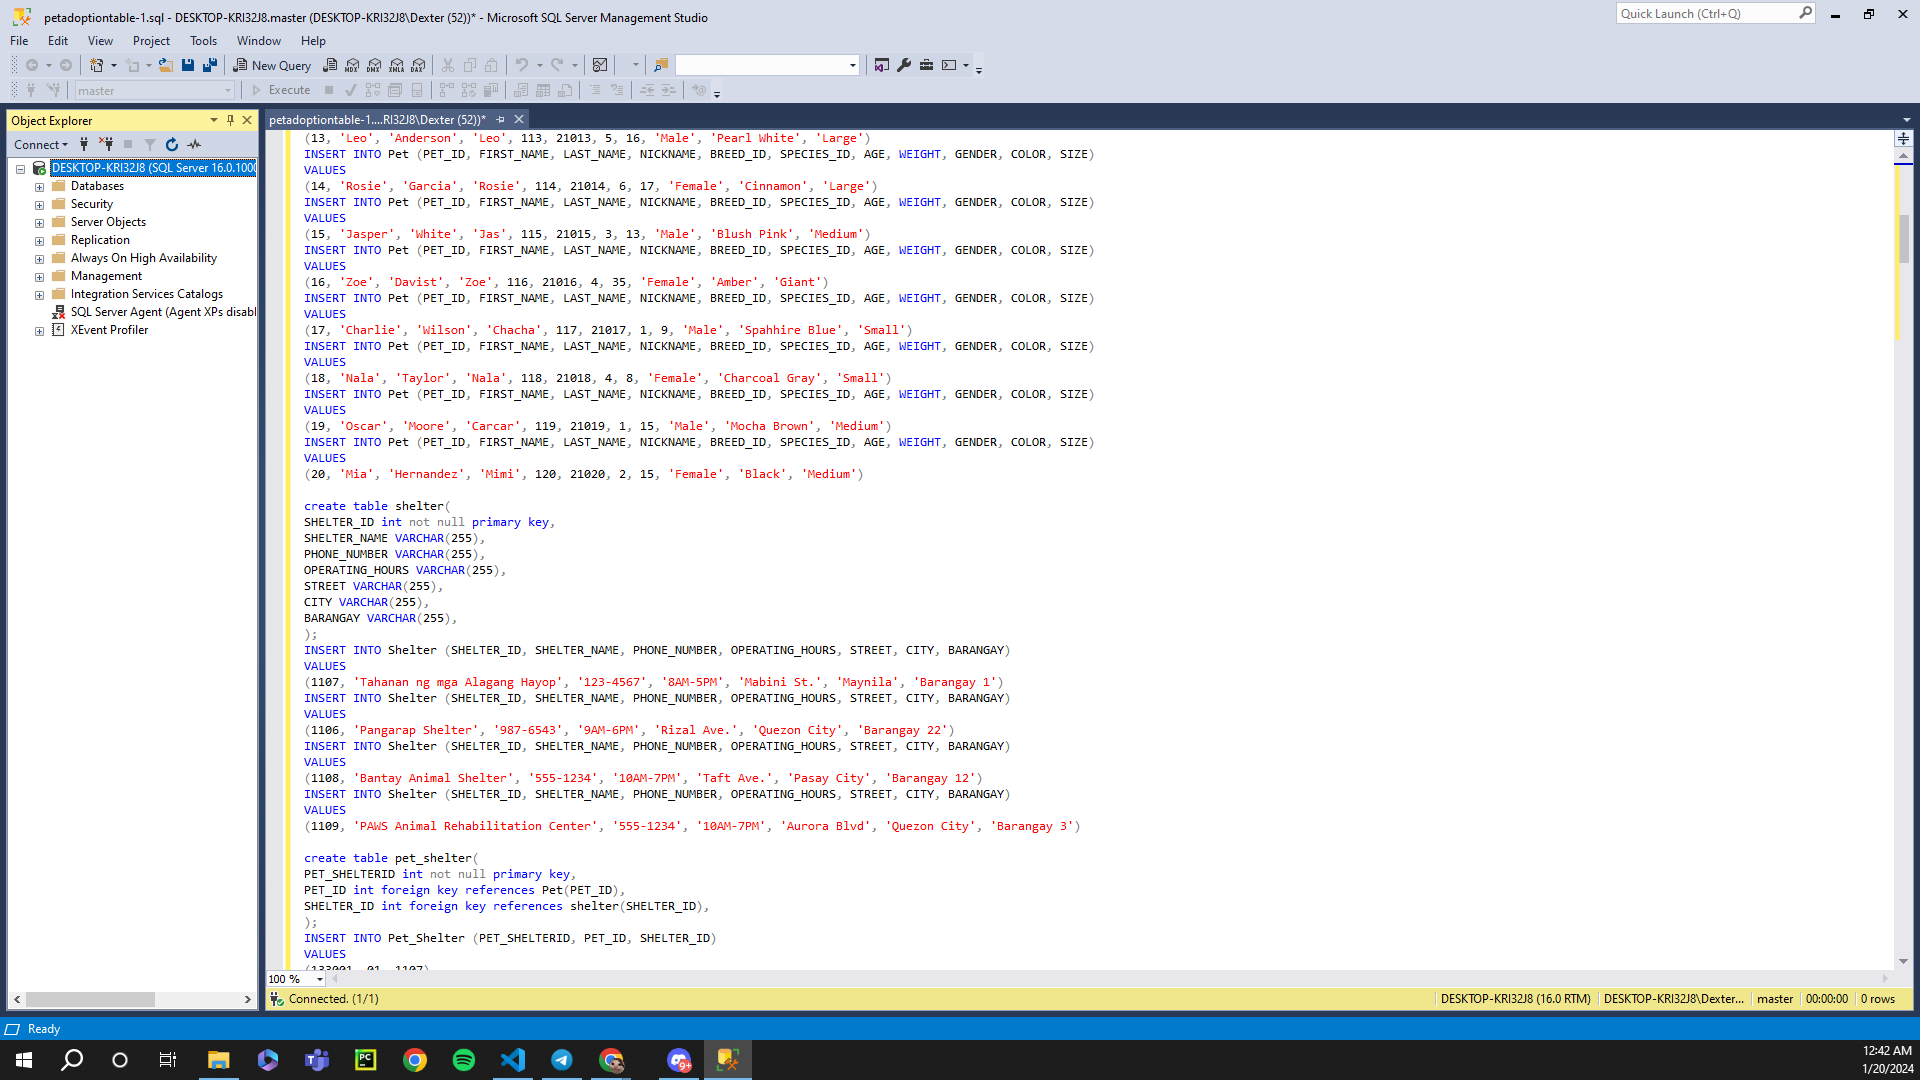 petadoptiontable-1.sql - DESKTOP-KRI32J8.master (DESKTOP-KRI32J8\Dexter (52))* - Microsoft SQL Server Management Studio
Quick Launch (Ctrl+Q)
File Edit View Project Tools Window Help
New Query MDX DMX XMLA DAX
master Execute
Object Explorer
petadoptiontable-1....RI32J8\Dexter (52))*
Connect
DESKTOP-KRI32J8 (SQL Server 16.0.1000
Databases
Security
Server Objects
Replication
Always On High Availability
Management
Integration Services Catalogs
SQL Server Agent (Agent XPs disabl
XEvent Profiler
(13, 'Leo', 'Anderson', 'Leo', 113, 21013, 5, 16, 'Male', 'Pearl White', 'Large')
INSERT INTO Pet (PET_ID, FIRST_NAME, LAST_NAME, NICKNAME, BREED_ID, SPECIES_ID, AGE, WEIGHT, GENDER, COLOR, SIZE)
VALUES
(14, 'Rosie', 'Garcia', 'Rosie', 114, 21014, 6, 17, 'Female', 'Cinnamon', 'Large')
INSERT INTO Pet (PET_ID, FIRST_NAME, LAST_NAME, NICKNAME, BREED_ID, SPECIES_ID, AGE, WEIGHT, GENDER, COLOR, SIZE)
VALUES
(15, 'Jasper', 'White', 'Jas', 115, 21015, 3, 13, 'Male', 'Blush Pink', 'Medium')
INSERT INTO Pet (PET_ID, FIRST_NAME, LAST_NAME, NICKNAME, BREED_ID, SPECIES_ID, AGE, WEIGHT, GENDER, COLOR, SIZE)
VALUES
(16, 'Zoe', 'Davist', 'Zoe', 116, 21016, 4, 35, 'Female', 'Amber', 'Giant')
INSERT INTO Pet (PET_ID, FIRST_NAME, LAST_NAME, NICKNAME, BREED_ID, SPECIES_ID, AGE, WEIGHT, GENDER, COLOR, SIZE)
VALUES
(17, 'Charlie', 'Wilson', 'Chacha', 117, 21017, 1, 9, 'Male', 'Spahhire Blue', 'Small')
INSERT INTO Pet (PET_ID, FIRST_NAME, LAST_NAME, NICKNAME, BREED_ID, SPECIES_ID, AGE, WEIGHT, GENDER, COLOR, SIZE)
VALUES
(18, 'Nala', 'Taylor', 'Nala', 118, 21018, 4, 8, 'Female', 'Charcoal Gray', 'Small')
INSERT INTO Pet (PET_ID, FIRST_NAME, LAST_NAME, NICKNAME, BREED_ID, SPECIES_ID, AGE, WEIGHT, GENDER, COLOR, SIZE)
VALUES
(19, 'Oscar', 'Moore', 'Carcar', 119, 21019, 1, 15, 'Male', 'Mocha Brown', 'Medium')
INSERT INTO Pet (PET_ID, FIRST_NAME, LAST_NAME, NICKNAME, BREED_ID, SPECIES_ID, AGE, WEIGHT, GENDER, COLOR, SIZE)
VALUES
(20, 'Mia', 'Hernandez', 'Mimi', 120, 21020, 2, 15, 'Female', 'Black', 'Medium')
create table shelter(
SHELTER_ID int not null primary key,
SHELTER_NAME VARCHAR(255),
PHONE_NUMBER VARCHAR(255),
OPERATING_HOURS VARCHAR(255),
STREET VARCHAR(255),
CITY VARCHAR(255),
BARANGAY VARCHAR(255),
);
INSERT INTO Shelter (SHELTER_ID, SHELTER_NAME, PHONE_NUMBER, OPERATING_HOURS, STREET, CITY, BARANGAY)
VALUES
(1107, 'Tahanan ng mga Alagang Hayop', '123-4567', '8AM-5PM', 'Mabini St.', 'Maynila', 'Barangay 1')
INSERT INTO Shelter (SHELTER_ID, SHELTER_NAME, PHONE_NUMBER, OPERATING_HOURS, STREET, CITY, BARANGAY)
VALUES
(1106, 'Pangarap Shelter', '987-6543', '9AM-6PM', 'Rizal Ave.', 'Quezon City', 'Barangay 22')
INSERT INTO Shelter (SHELTER_ID, SHELTER_NAME, PHONE_NUMBER, OPERATING_HOURS, STREET, CITY, BARANGAY)
VALUES
(1108, 'Bantay Animal Shelter', '555-1234', '10AM-7PM', 'Taft Ave.', 'Pasay City', 'Barangay 12')
INSERT INTO Shelter (SHELTER_ID, SHELTER_NAME, PHONE_NUMBER, OPERATING_HOURS, STREET, CITY, BARANGAY)
VALUES
(1109, 'PAWS Animal Rehabilitation Center', '555-1234', '10AM-7PM', 'Aurora Blvd', 'Quezon City', 'Barangay 3')
create table pet_shelter(
PET_SHELTERID int not null primary key,
PET_ID int foreign key references Pet(PET_ID),
SHELTER_ID int foreign key references shelter(SHELTER_ID),
);
INSERT INTO Pet_Shelter (PET_SHELTERID, PET_ID, SHELTER_ID)
VALUES
(133001, 01, 1107)
100 %
Connected. (1/1)
DESKTOP-KRI32J8 (16.0 RTM) DESKTOP-KRI32J8\Dexter... master 00:00:00 0 rows
Ready
PC
9+
12:42 AM
1/20/2024